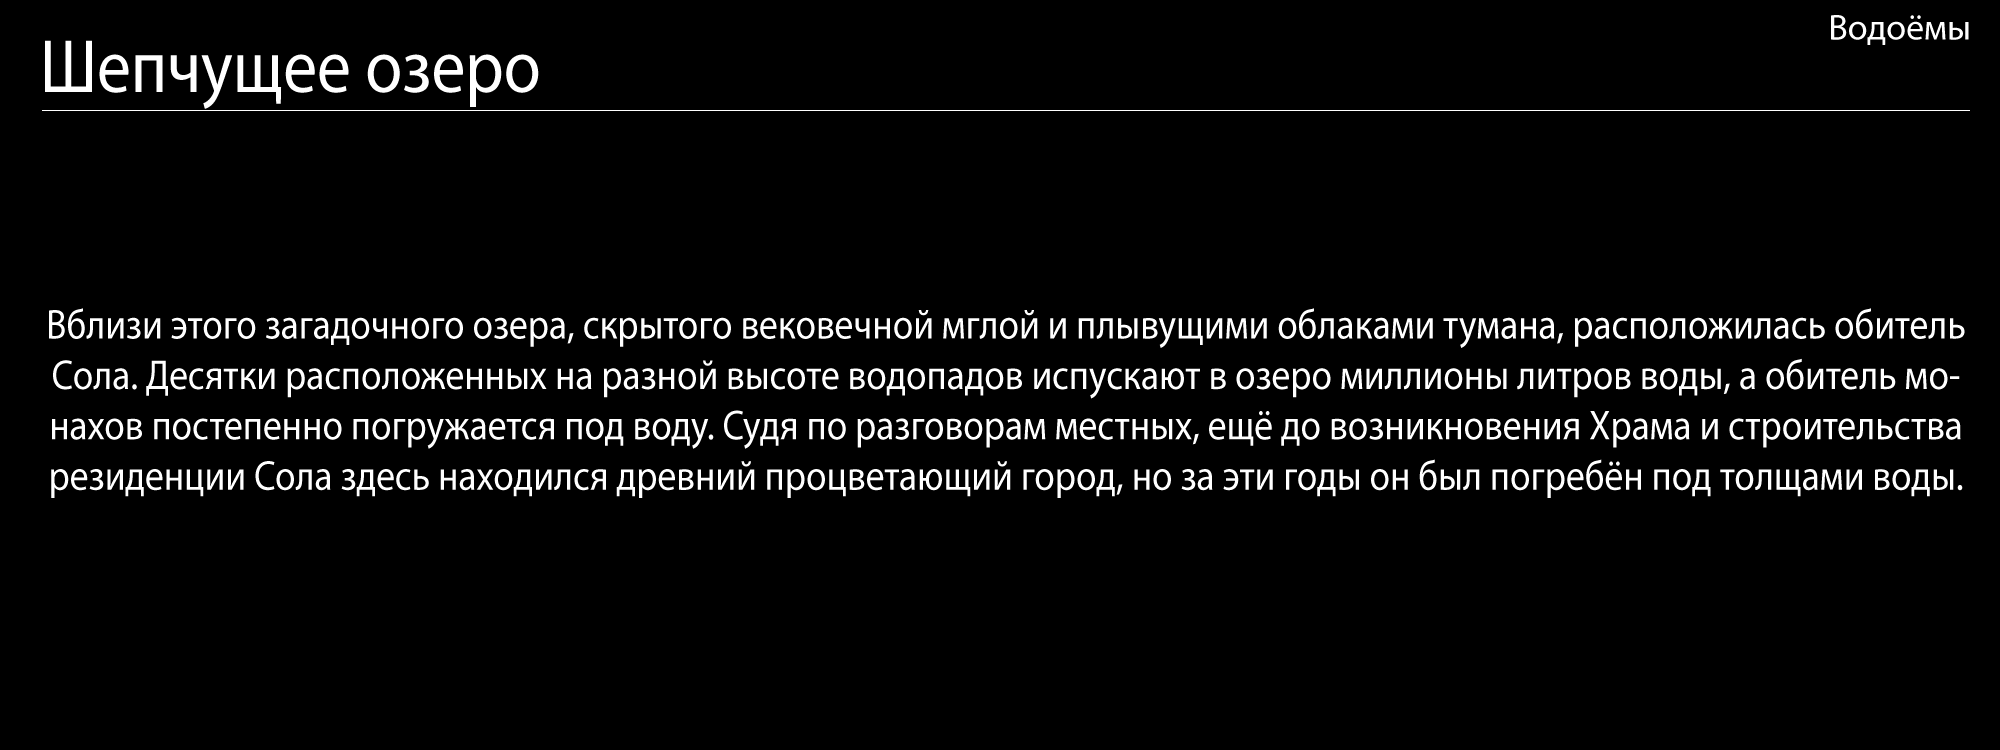 Водоёмы
Шепчущее озеро
Вблизи этого загадочного озера, скрытого вековечной мглой и плывущими облаками тумана, расположилась обитель
Сола. Десятки расположенных на разной высоте водопадов испускают в озеро миллионы литров воды, а обитель мо-
нахов постепенно погружается под воду. Судя по разговорам местных, ещё до возникновения Храма и строительства
резиденции Сола здесь находился древний процветающий город, но за эти годы он был погребён под толщами воды.